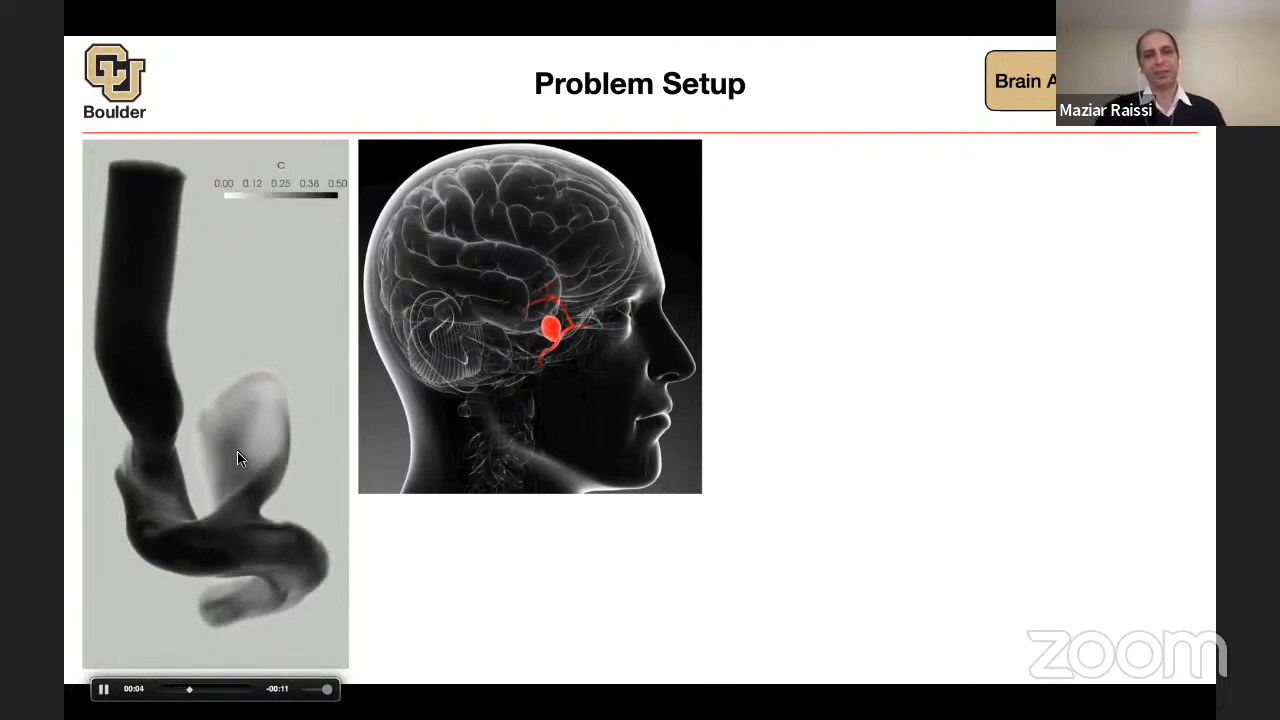 CU
Boulder
Problem Setup
Brain A
Maziar Raissi
C
0.00 0.12 0.25 0.38 0.50
00:04
-00:11
zoom